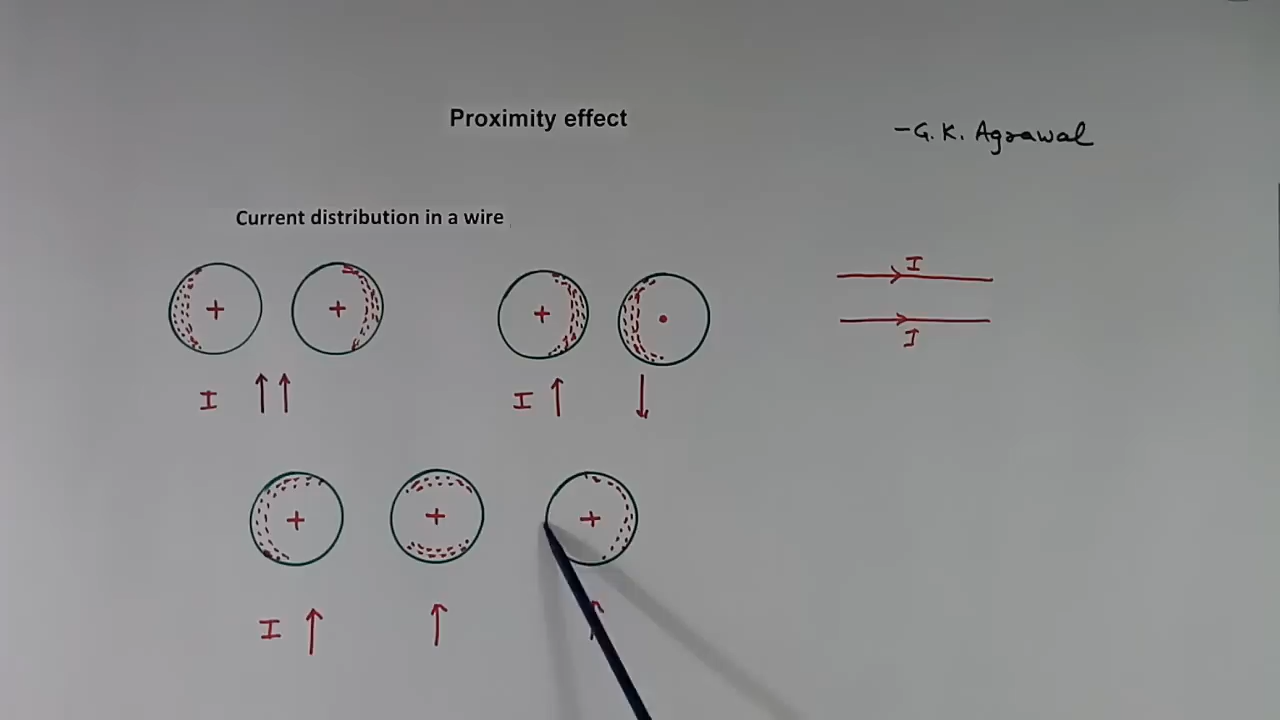 Proximity effect
-G. K. Agrawal
Current distribution in a wire
+ + + •
I
I
I I
+ + +
I